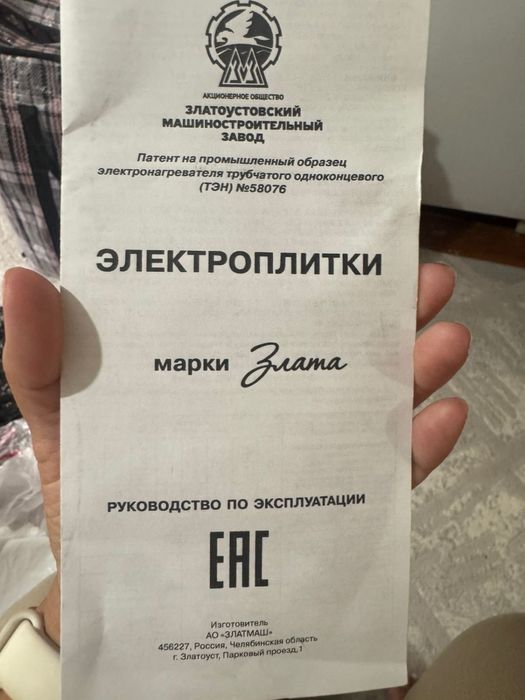 АКЦИОНЕРНОЕ ОБЩЕСТВО
ЗЛАТОУСТОВСКИЙ
МАШИНОСТРОИТЕЛЬНЫЙ
ЗАВОД
Патент на промышленный образец
электронагревателя трубчатого одноконцевого
(ТЭН) №58076
ЭЛЕКТРОПЛИТКИ
марки Злата
РУКОВОДСТВО ПО ЭКСПЛУАТАЦИИ
EAC
Изготовитель
АО «ЗЛАТМАШ»
456227, Россия, Челябинская область
г. Златоуст, Парковый проезд,1